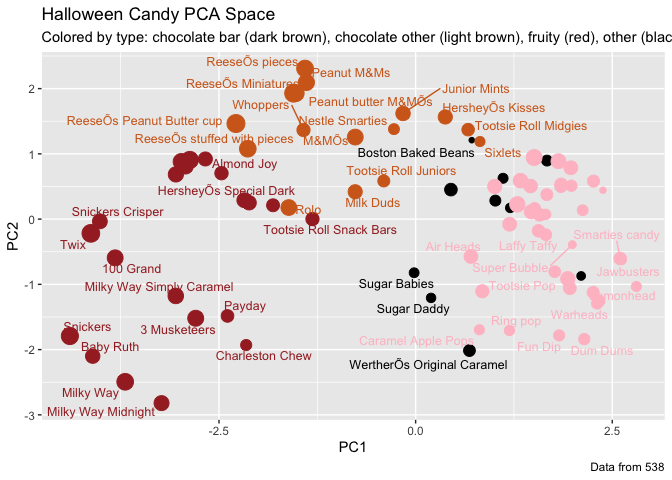 Halloween Candy PCA Space
Colored by type: chocolate bar (dark brown), chocolate other (light brown), fruity (red), other (blac
ReeseÕs pieces
Peanut M&Ms
ReeseÕs Miniatures
Junior Mints
Whoppers
Peanut butter M&MÕs
HersheyÕs Kisses
ReeseÕs Peanut Butter cup
Nestle Smarties
Tootsie Roll Midgies
ReeseÕs stuffed with pieces
M&MÕs
Boston Baked Beans
Sixlets
Almond Joy
Tootsie Roll Juniors
HersheyÕs Special Dark
Milk Duds
Snickers Crisper
Rolo
Twix
Tootsie Roll Snack Bars
Smarties candy
Air Heads
Laffy Taffy
100 Grand
Super Bubble
Jawbusters
Milky Way Simply Caramel
Sugar Babies
Tootsie Pop
monhead
Payday
Sugar Daddy
Warheads
Snickers
3 Musketeers
Ring pop
Baby Ruth
Caramel Apple Pops
Fun Dip
Dum Dums
Charleston Chew
WertherÕs Original Caramel
Milky Way
Milky Way Midnight
2
1
0
-1
-2
-3
PC2
-2.5
0.0
2.5
PC1
Data from 538